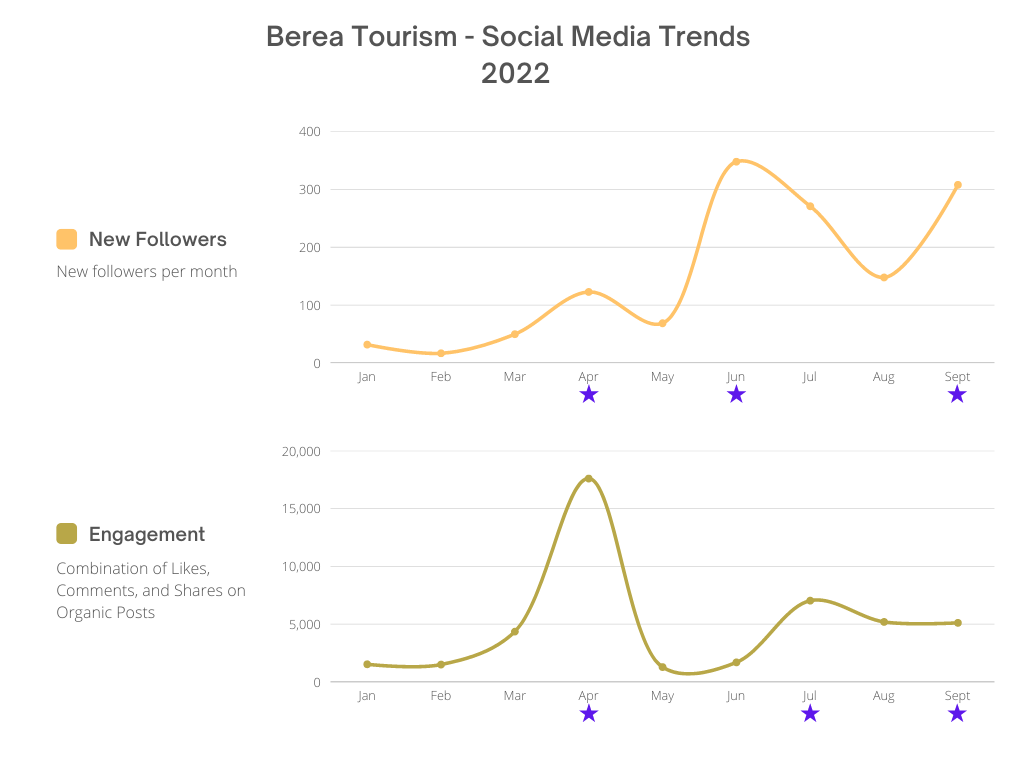 Berea Tourism - Social Media Trends
2022
400
300
New Followers
New followers per month
200
100
0
Jan Feb Mar Apr May Jun Jul Aug Sept
20,000
15,000
Engagement
Combination of Likes,
Comments, and Shares on
Organic Posts
10,000
5,000
0
Jan Feb Mar Apr May Jun Jul Aug Sept